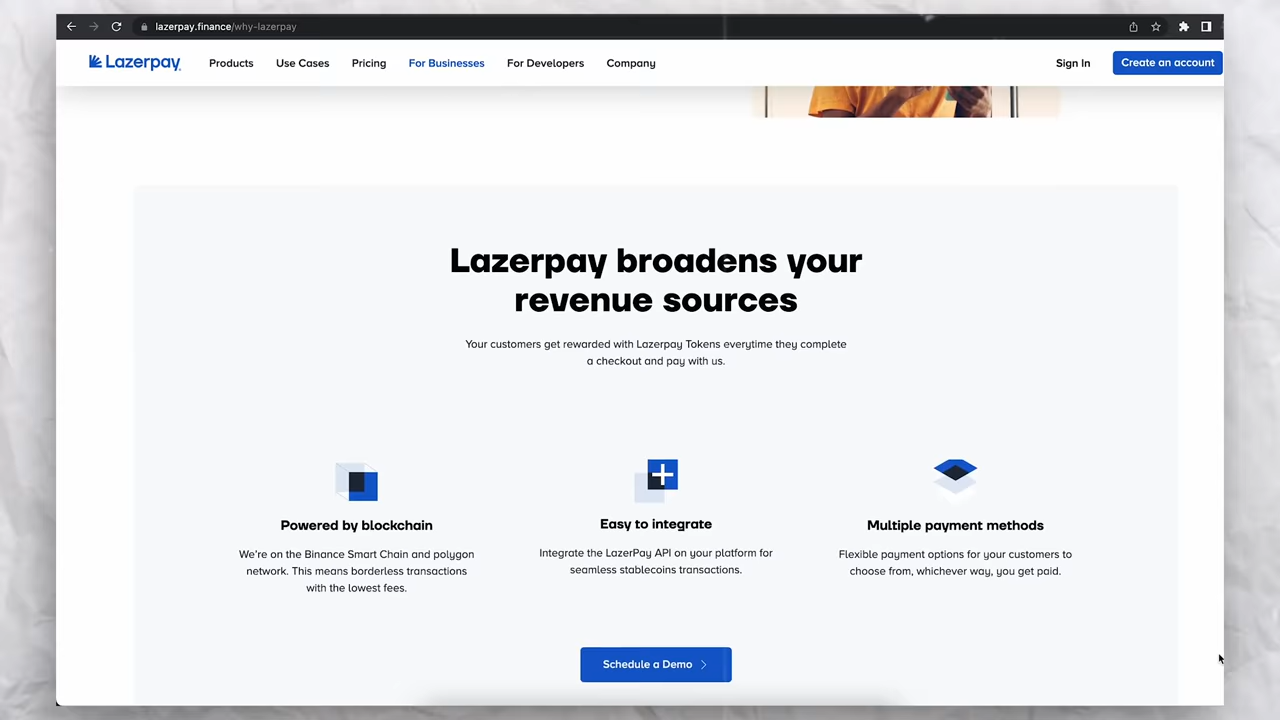 lazerpay.finance/why-lazerpay
Lazerpay
Products
Use Cases
Pricing
For Businesses
For Developers
Company
Sign In
Create an account
Lazerpay broadens your
revenue sources
Your customers get rewarded with Lazerpay Tokens everytime they complete
a checkout and pay with us.
Powered by blockchain
We're on the Binance Smart Chain and polygon
network. This means borderless transactions
with the lowest fees.
Easy to integrate
Integrate the LazerPay API on your platform for
seamless stablecoins transactions.
Multiple payment methods
Flexible payment options for your customers to
choose from, whichever way, you get paid.
Schedule a Demo